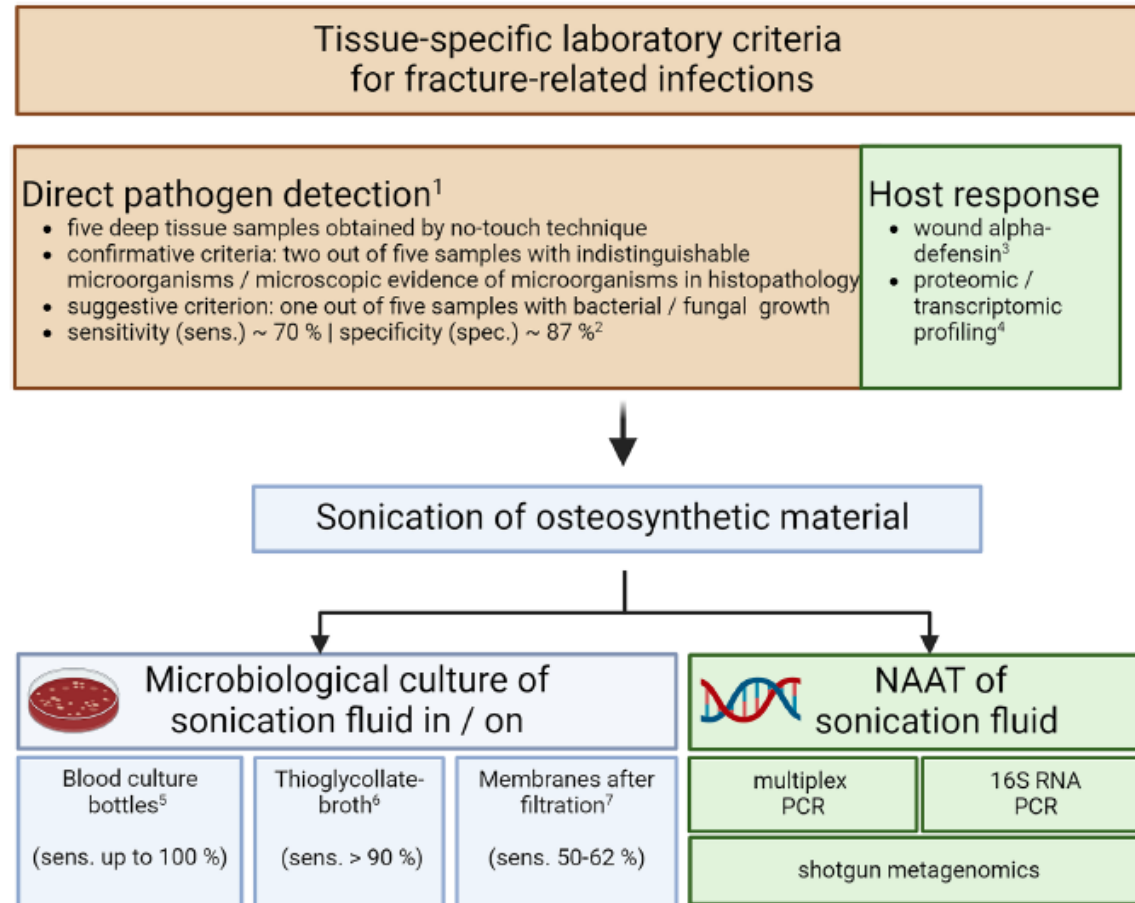 Tissue-specific laboratory criteria
for fracture-related infections
Direct pathogen detection¹
• five deep tissue samples obtained by no-touch technique
• confirmative criteria: two out of five samples with indistinguishable
microorganisms / microscopic evidence of microorganisms in histopathology
• suggestive criterion: one out of five samples with bacterial / fungal growth
• sensitivity (sens.) ~ 70 % | specificity (spec.) ~ 87 %²
Host response
• wound alpha-
defensin³
• proteomic /
transcriptomic
profiling⁴
Sonication of osteosynthetic material
Microbiological culture of
sonication fluid in / on
Blood culture
bottles⁵
(sens. up to 100 %)
Thioglycollate-
broth⁶
(sens. > 90 %)
Membranes after
filtration⁷
(sens. 50-62 %)
NAAT of
sonication fluid
multiplex
PCR
16S RNA
PCR
shotgun metagenomics